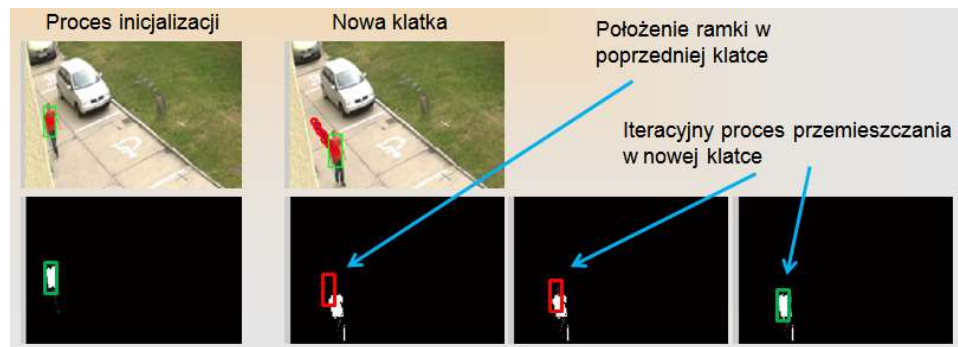 Proces inicjalizacji
Nowa klatka
Położenie ramki w
poprzedniej klatce
Iteracyjny proces przemieszczania
w nowej klatce